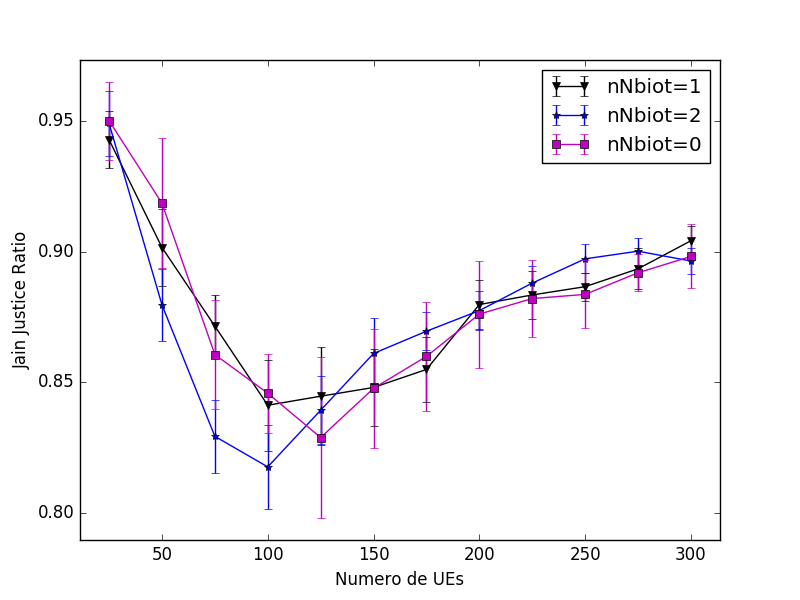 nNbiot=1
nNbiot=2
nNbiot=0
0.95
0.90
0.85
0.80
Jain Justice Ratio
50 100 150 200 250 300
Numero de UEs